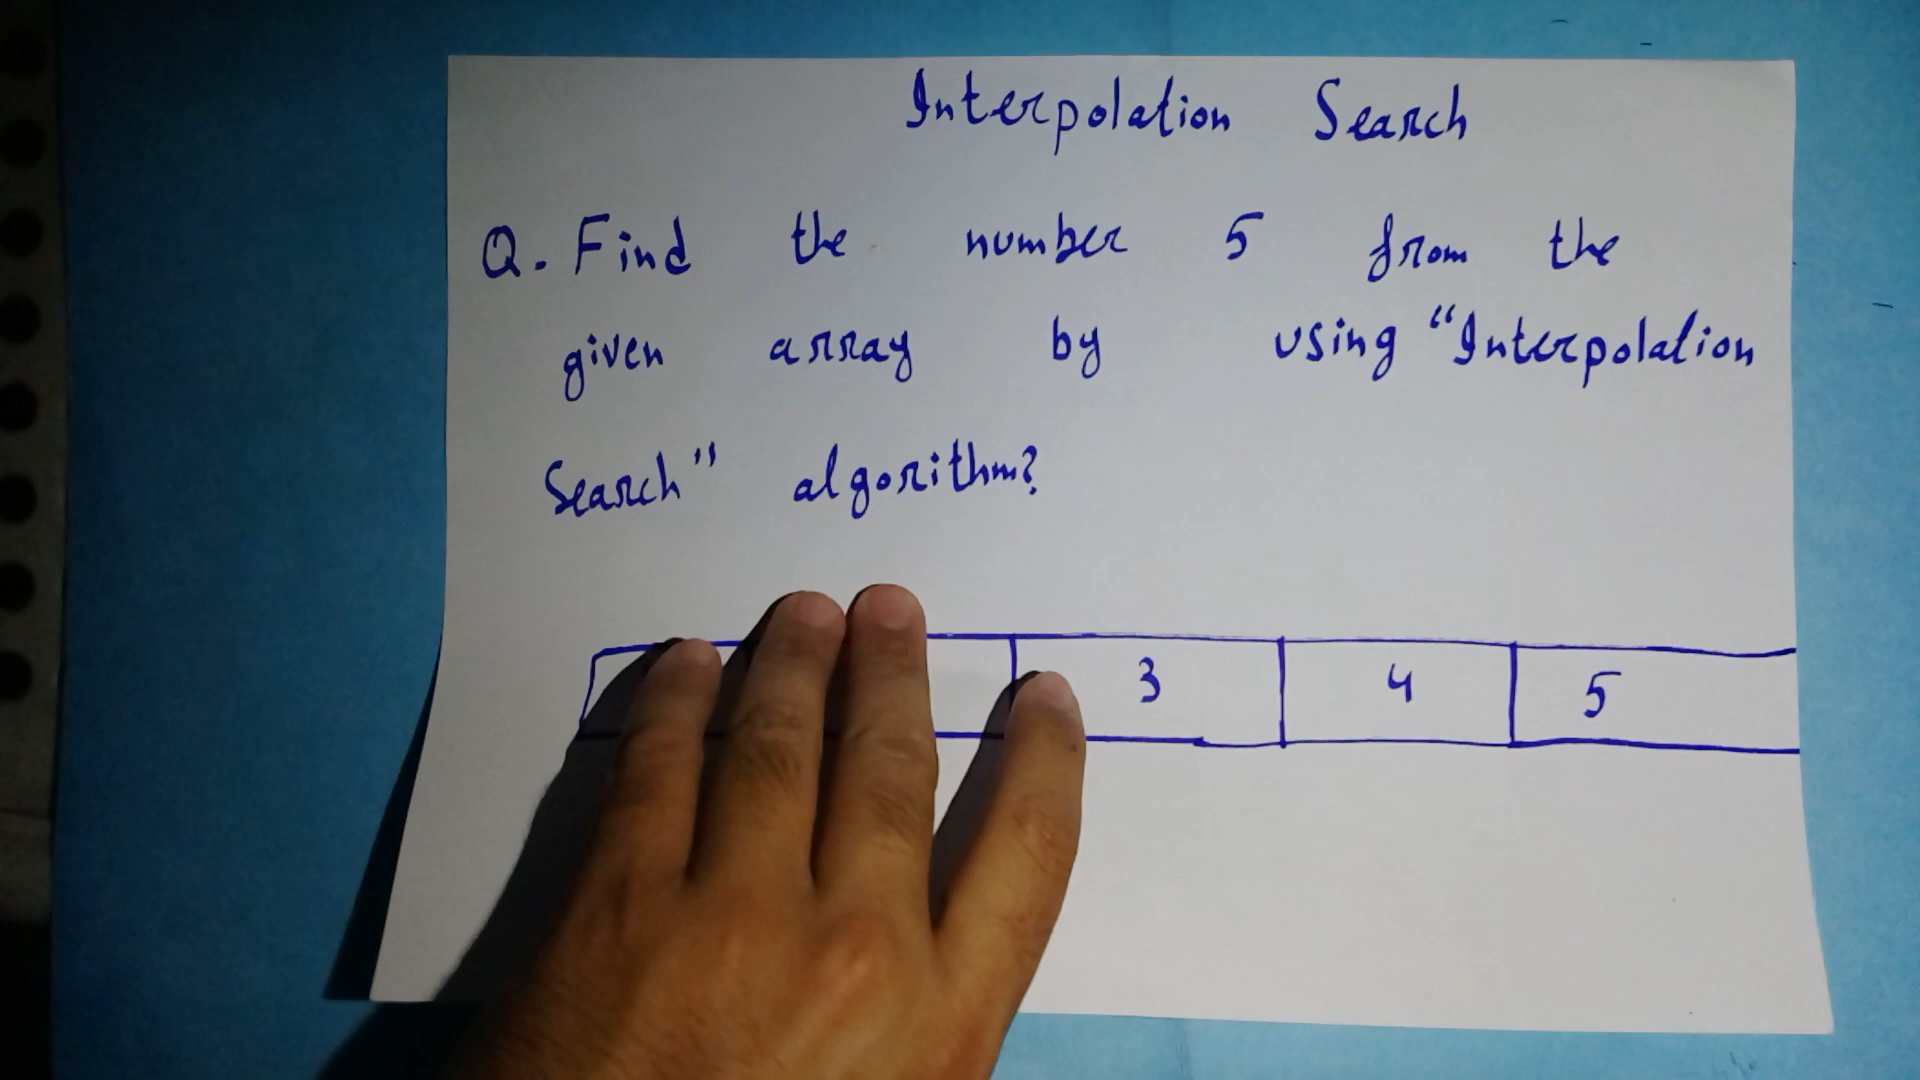 Interpolation Search
Q. Find the number 5 from the
given array by using "Interpolation
Search" algorithm?
3 4 5